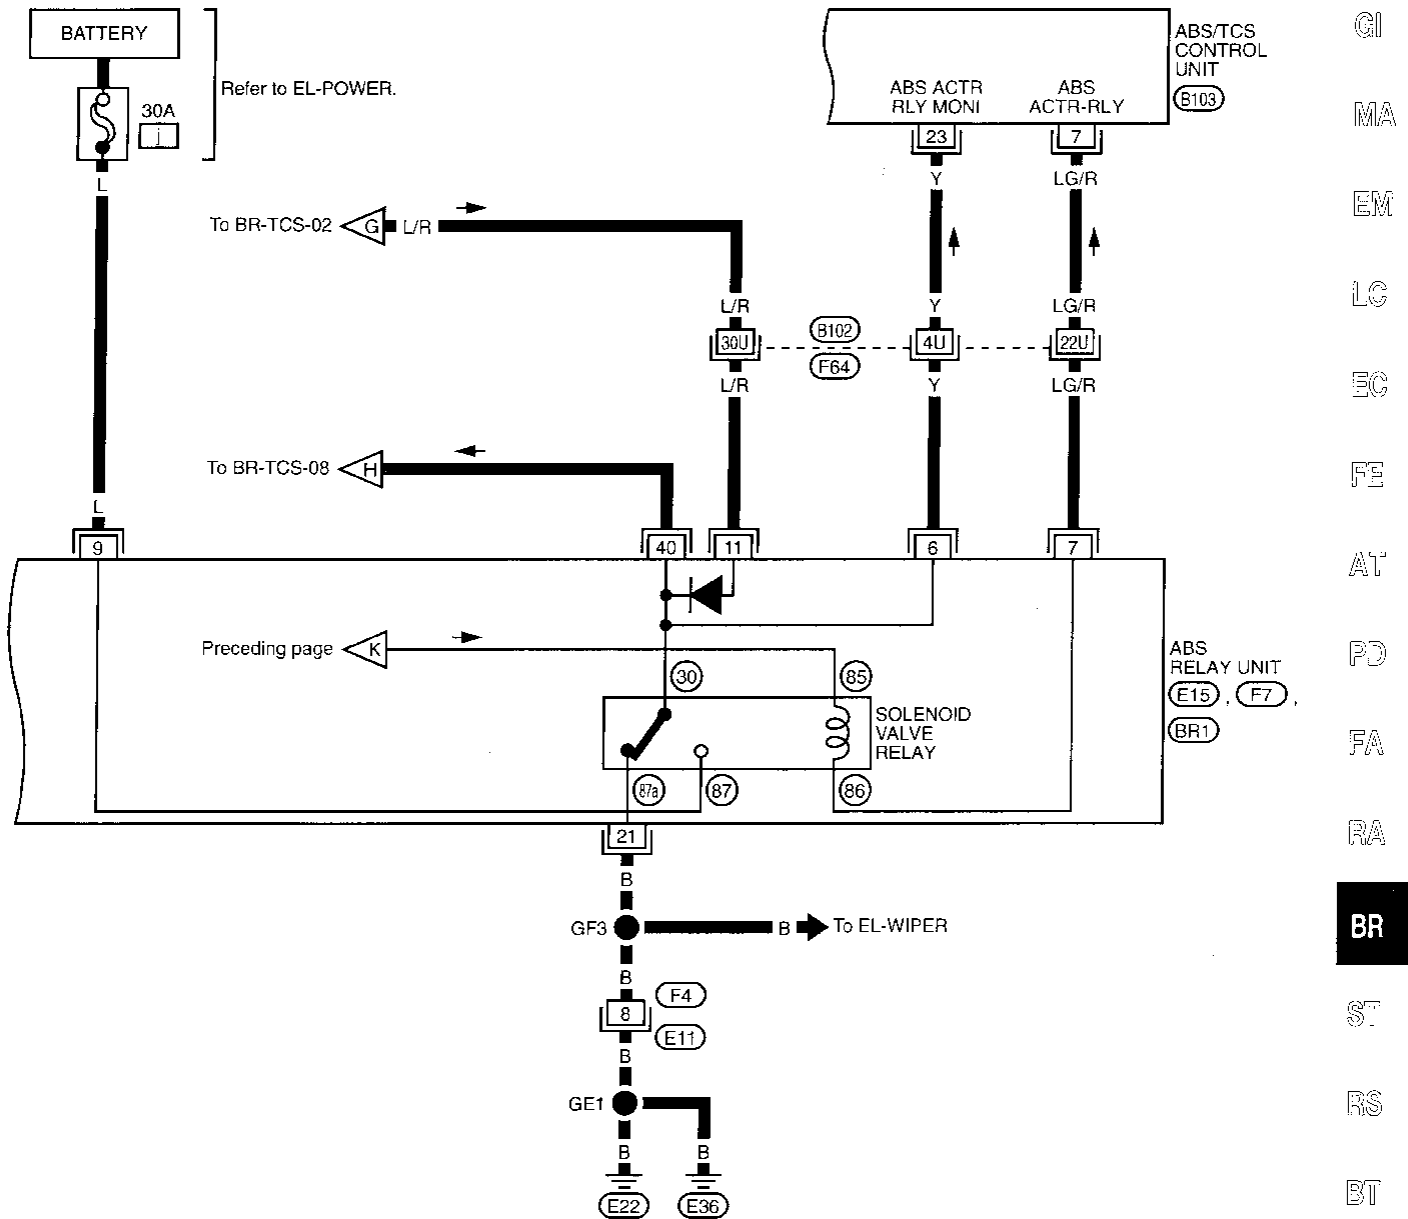 BATTERY
30A
j
Refer to EL-POWER.
L
L
9
To BR-TCS-02
G
L/R
L/R
30U
L/R
11
B102
F64
ABS/TCS
CONTROL
UNIT
B103
ABS ACTR
RLY MONI
ABS
ACTR-RLY
23
7
Y
LG/R
Y
LG/R
4U
22U
Y
LG/R
6
7
To BR-TCS-08
H
40
Preceding page
K
30
85
SOLENOID
VALVE
RELAY
87a
87
86
ABS
RELAY UNIT
E15 , F7 ,
BR1
21
B
GF3
B
To EL-WIPER
B
8
F4
E11
B
GE1
B
B
E22
E36
GI
MA
EM
LC
EC
FE
AT
PD
FA
RA
BR
ST
RS
BT